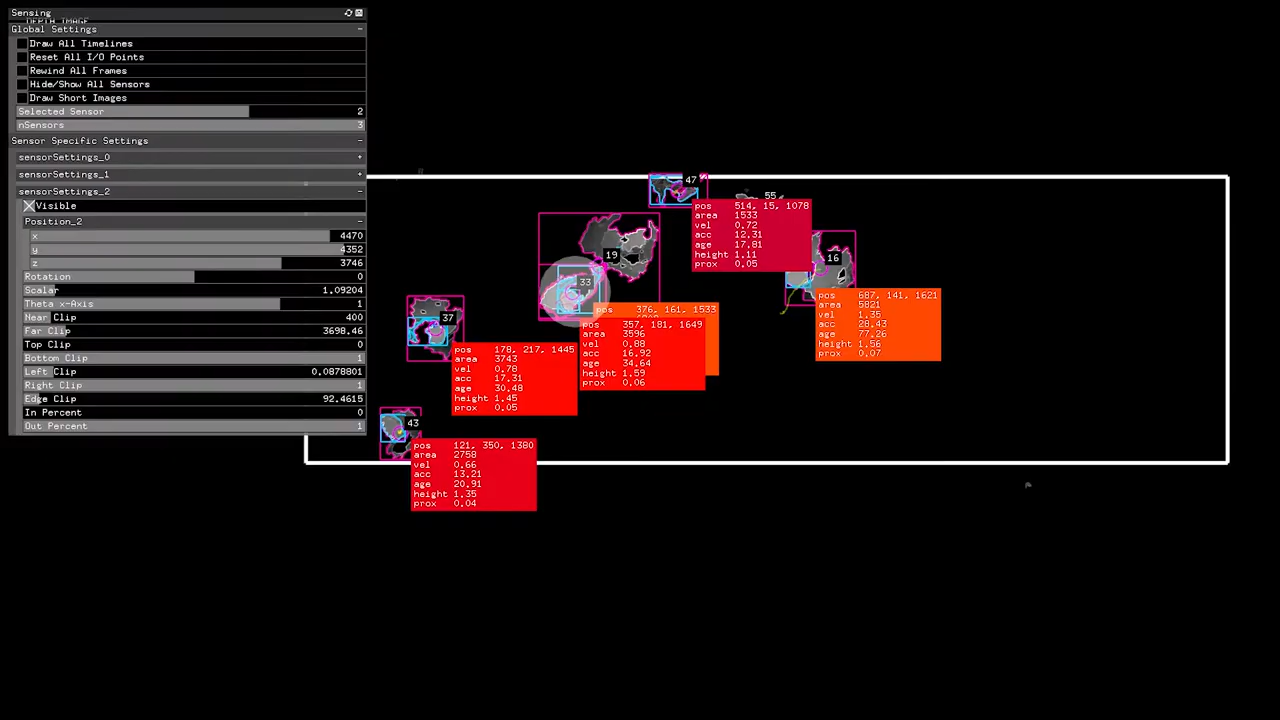 Sensing
DEPTH IMAGE
Global Settings -
Draw All Timelines
Reset All I/O Points
Rewind All Frames
Hide/Show All Sensors
Draw Short Images
Selected Sensor 2
nSensors 3
Sensor Specific Settings
sensorSettings_0 +
sensorSettings_1 +
sensorSettings_2 -
Visible
Position_2 -
x 4470
y 4352
z 3746
Rotation 0
Scalar 1.09204
Theta x-Axis 1
Near Clip 400
Far Clip 3698.46
Top Clip 0
Bottom Clip 1
Left Clip 0.0878801
Right Clip 1
Edge Clip 92.4615
In Percent 0
Out Percent 1
47
55
pos 514, 15, 1078
area 1533
vel 0.72
acc 12.31
age 17.81
height 1.11
prox 0.05
19
16
33
pos 687, 141, 1621
area 5821
vel 1.35
acc 28.43
age 77.26
height 1.56
prox 0.07
pos 376, 161, 1533
pos 357, 181, 1649
area 3596
vel 0.88
acc 16.92
age 34.64
height 1.59
prox 0.06
37
pos 178, 217, 1445
area 3743
vel 0.78
acc 17.31
age 30.48
height 1.45
prox 0.05
43
pos 121, 350, 1380
area 2758
vel 0.66
acc 13.21
age 20.91
height 1.35
prox 0.04